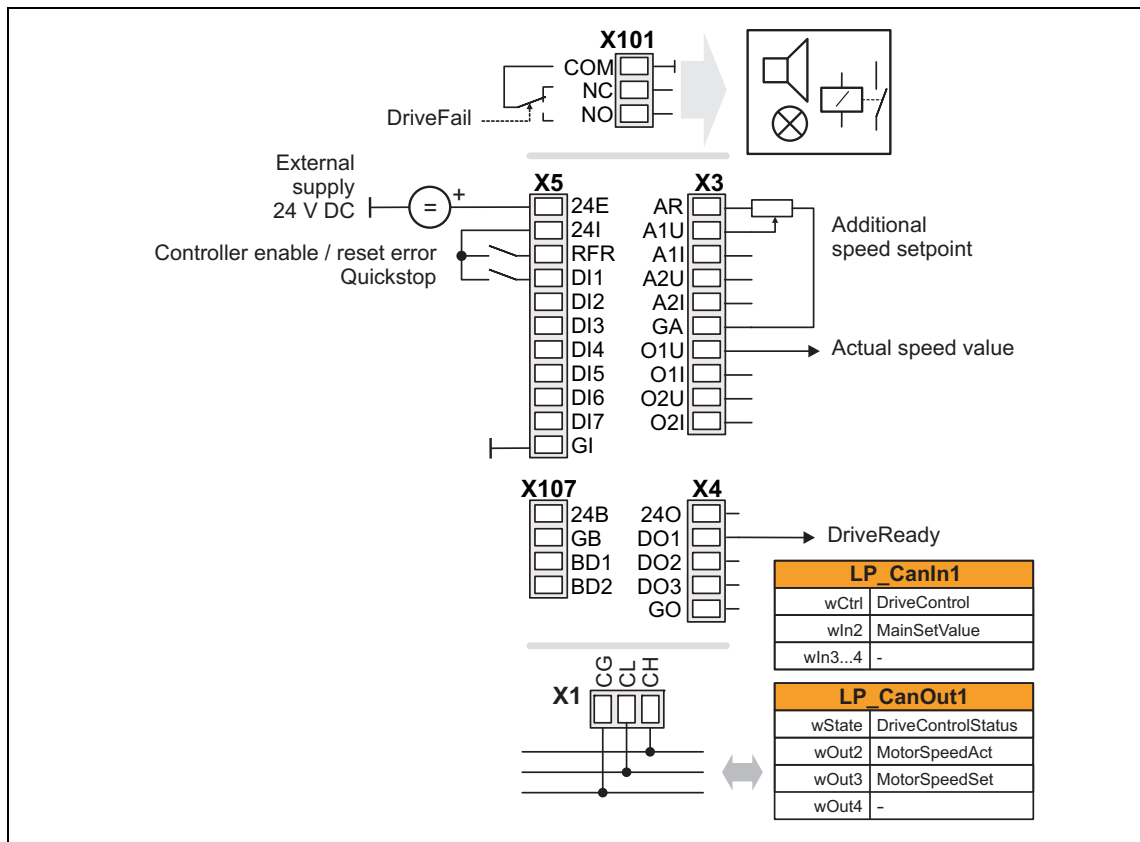 X101
COM
NC
NO
DriveFail
External
supply
24 V DC
=
+
X5
24E
24I
RFR
DI1
DI2
DI3
DI4
DI5
DI6
DI7
GI
Controller enable / reset error
Quickstop
X3
AR
A1U
A1I
A2U
A2I
GA
O1U
O1I
O2U
O2I
Additional
speed setpoint
Actual speed value
X107
24B
GB
BD1
BD2
X4
24O
DO1
DO2
DO3
GO
DriveReady
LP_CanIn1
wCtrl DriveControl
wIn2 MainSetValue
wIn3...4 -
X1
CG
CL
CH
LP_CanOut1
wState DriveControlStatus
wOut2 MotorSpeedAct
wOut3 MotorSpeedSet
wOut4 -